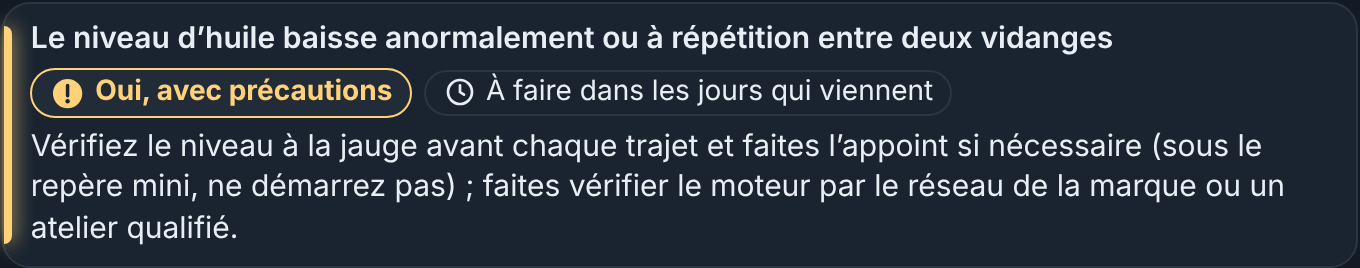 Le niveau d’huile baisse anormalement ou à répétition entre deux vidanges
Oui, avec précautions
À faire dans les jours qui viennent
Vérifiez le niveau à la jauge avant chaque trajet et faites l’appoint si nécessaire (sous le
repère mini, ne démarrez pas) ; faites vérifier le moteur par le réseau de la marque ou un
atelier qualifié.